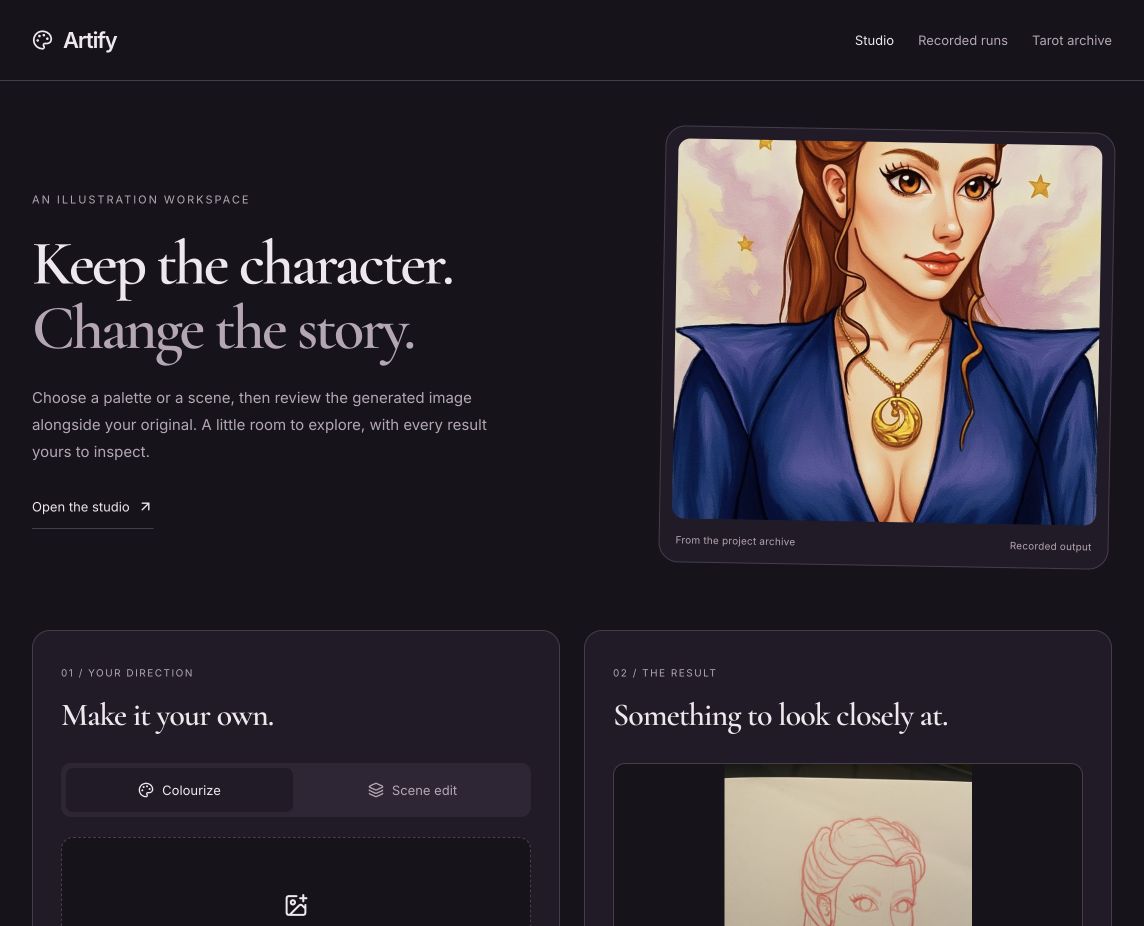 Artify
Studio
Recorded runs
Tarot archive
AN ILLUSTRATION WORKSPACE
Keep the character.
Change the story.
Choose a palette or a scene, then review the generated image
alongside your original. A little room to explore, with every result
yours to inspect.
Open the studio
From the project archive
Recorded output
01 / YOUR DIRECTION
Make it your own.
Colourize
Scene edit
02 / THE RESULT
Something to look closely at.